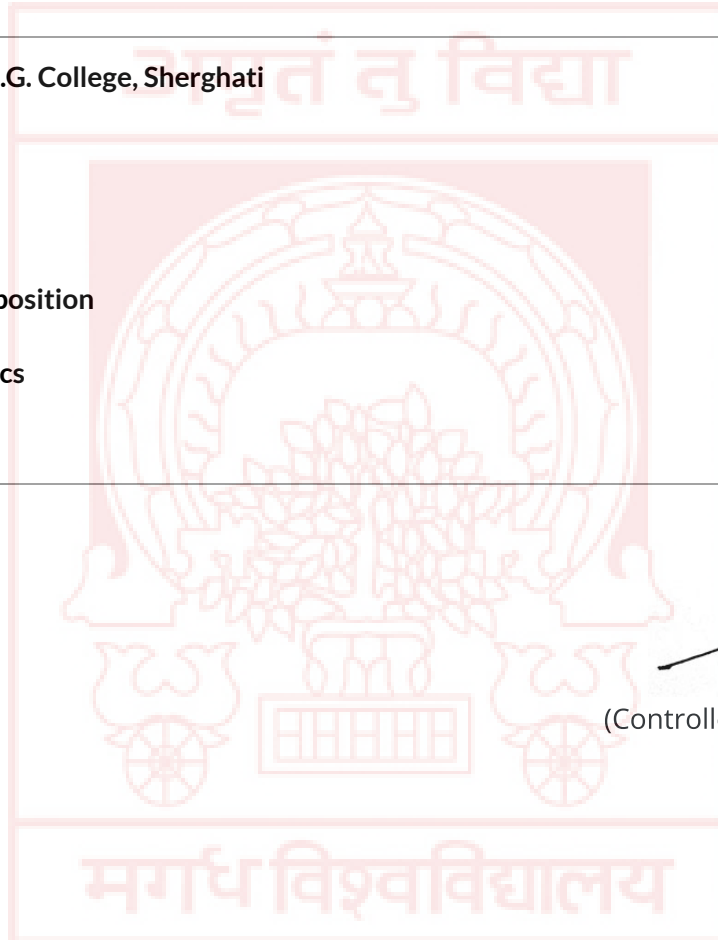 अमृतं तु विद्या
.G. College, Sherghati
position
cs
(Controll
मगध विश्वविद्यालय